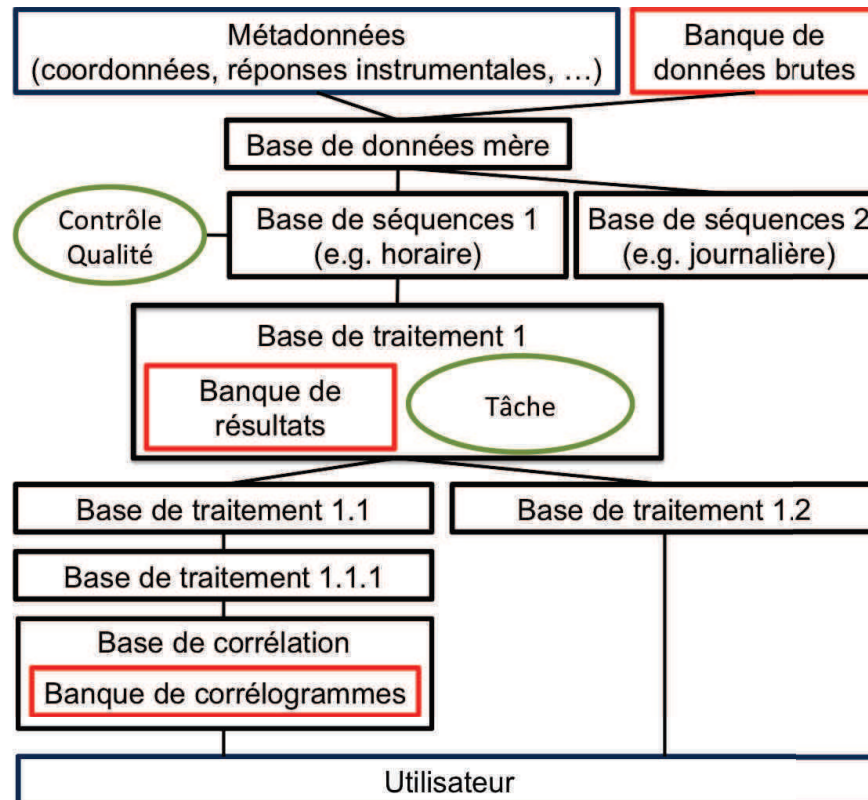 Métadonnées
(coordonnées, réponses instrumentales, ...)
Banque de
données brutes
Base de données mère
Contrôle
Qualité
Base de séquences 1
(e.g. horaire)
Base de séquences 2
(e.g. journalière)
Base de traitement 1
Banque de
résultats
Tâche
Base de traitement 1.1
Base de traitement 1.2
Base de traitement 1.1.1
Base de corrélation
Banque de corrélogrammes
Utilisateur